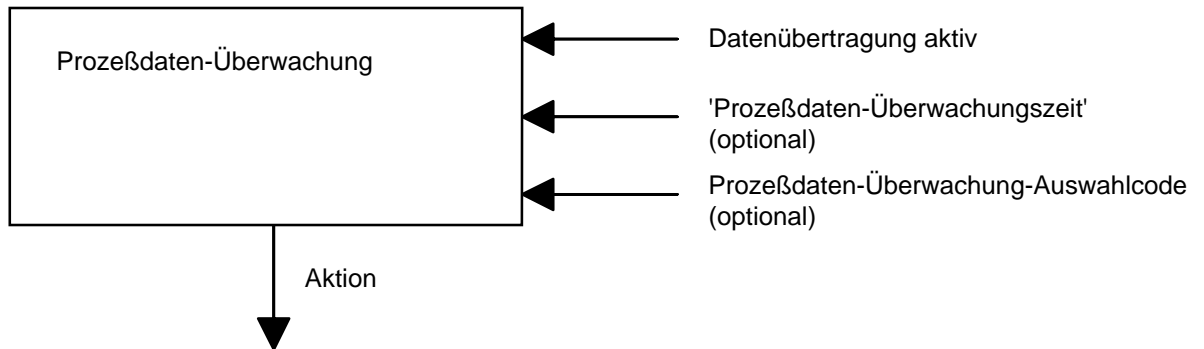 Prozeßdaten-Überwachung
Datenübertragung aktiv
'Prozeßdaten-Überwachungszeit'
(optional)
Prozeßdaten-Überwachung-Auswahlcode
(optional)
Aktion